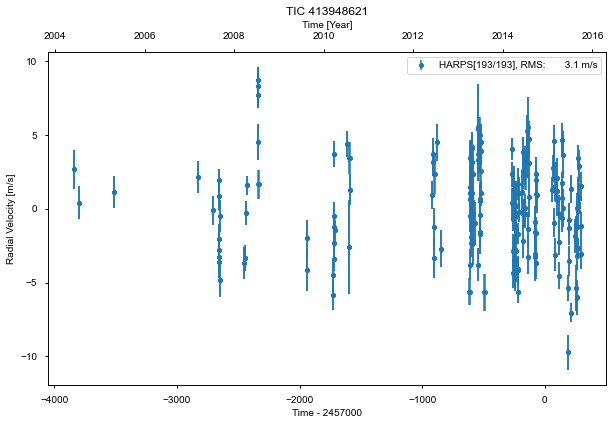 TIC 413948621
Time [Year]
2004 2006 2008 2010 2012 2014 2016
HARPS[193/193], RMS: 3.1 m/s
10
5
0
−5
−10
Radial Velocity [m/s]
−4000 −3000 −2000 −1000 0
Time - 2457000